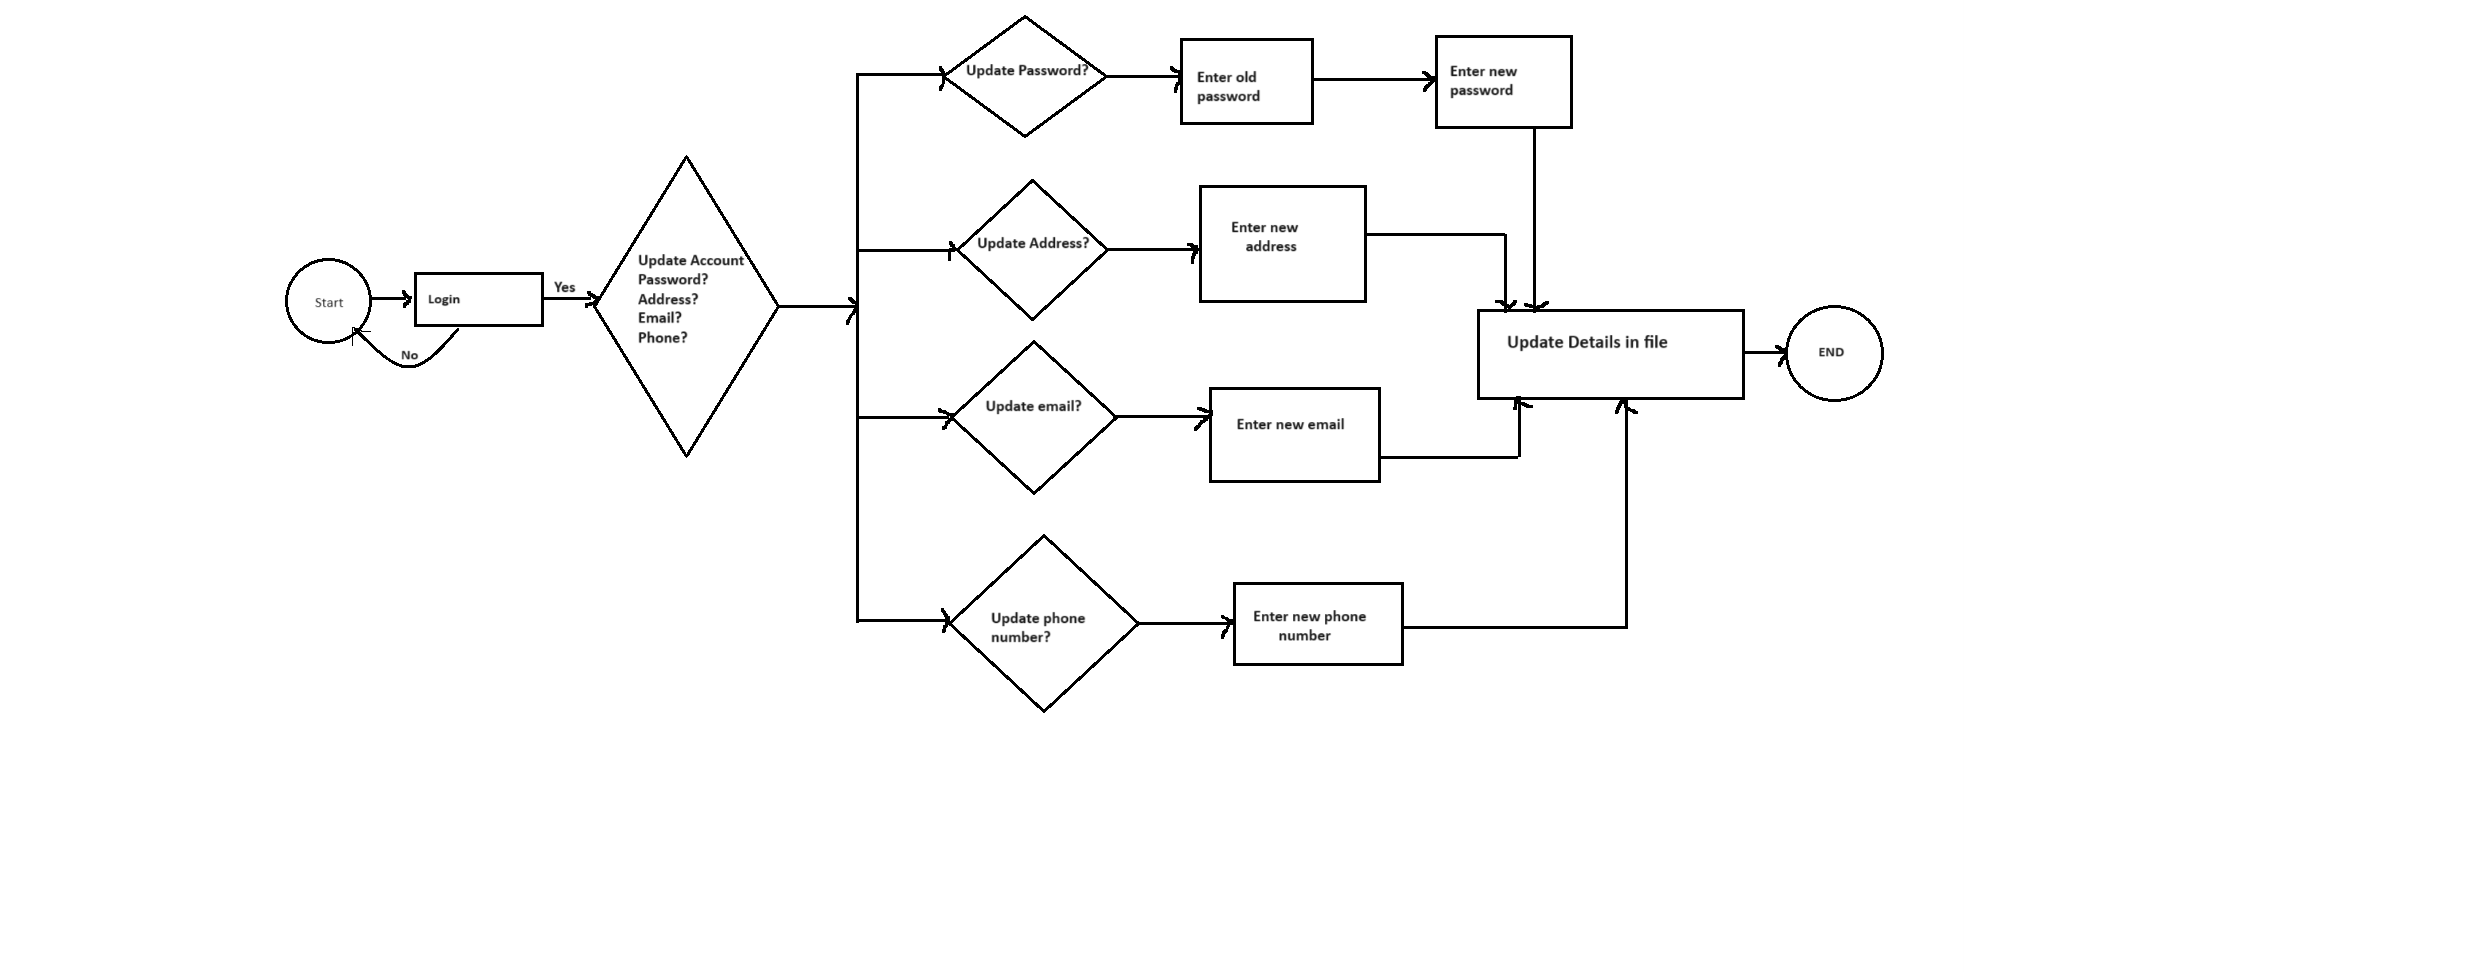 Start
Login
Yes
No
Update Account
Password?
Address?
Email?
Phone?
Update Password?
Enter old
password
Enter new
password
Update Address?
Enter new
address
Update email?
Enter new email
Update phone
number?
Enter new phone
number
Update Details in file
END